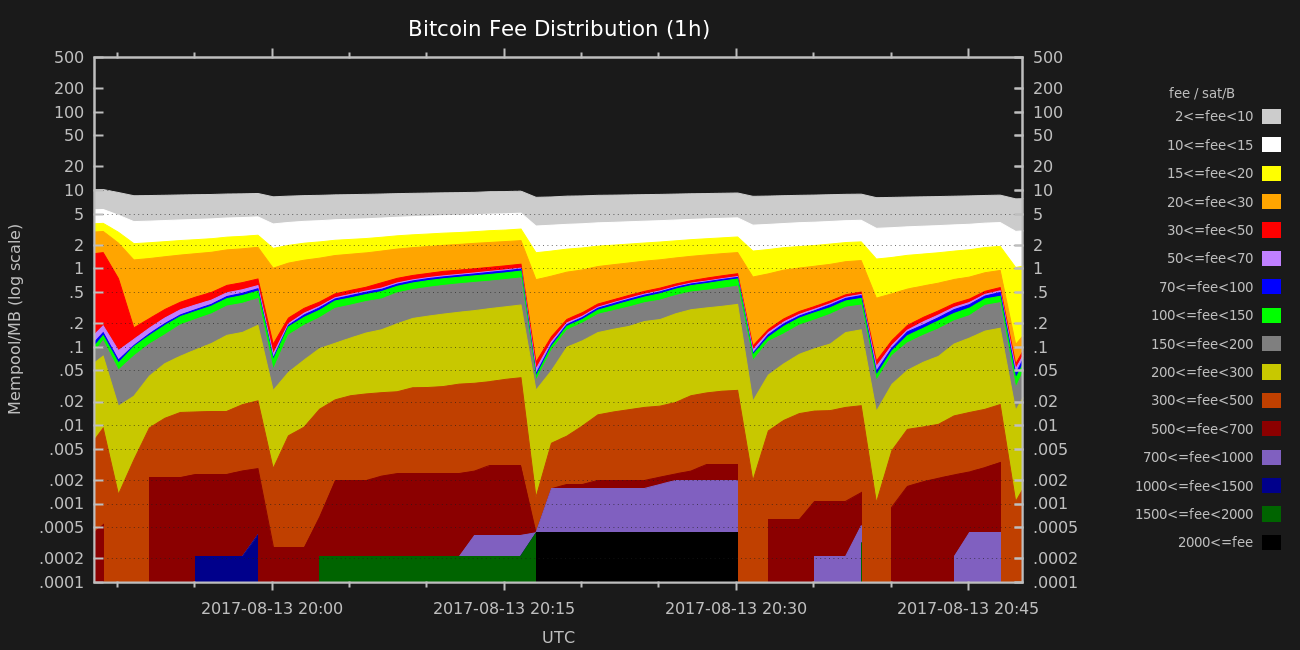 Bitcoin Fee Distribution (1h)
Mempool/MB (log scale)
500
200
100
50
20
10
5
2
1
.5
.2
.1
.05
.02
.01
.005
.002
.001
.0005
.0002
.0001
500
200
100
50
20
10
5
2
1
.5
.2
.1
.05
.02
.01
.005
.002
.001
.0005
.0002
.0001
2017-08-13 20:00
2017-08-13 20:15
2017-08-13 20:30
2017-08-13 20:45
UTC
fee / sat/B
2<=fee<10
10<=fee<15
15<=fee<20
20<=fee<30
30<=fee<50
50<=fee<70
70<=fee<100
100<=fee<150
150<=fee<200
200<=fee<300
300<=fee<500
500<=fee<700
700<=fee<1000
1000<=fee<1500
1500<=fee<2000
2000<=fee